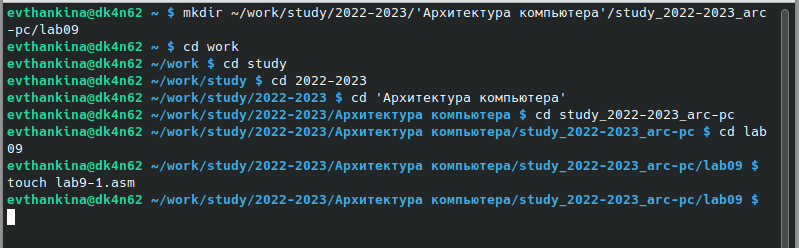 evthankina@dk4n62 ~ $ mkdir ~/work/study/2022-2023/'Архитектура компьютера'/study_2022-2023_arc
-pc/lab09
evthankina@dk4n62 ~ $ cd work
evthankina@dk4n62 ~/work $ cd study
evthankina@dk4n62 ~/work/study $ cd 2022-2023
evthankina@dk4n62 ~/work/study/2022-2023 $ cd 'Архитектура компьютера'
evthankina@dk4n62 ~/work/study/2022-2023/Архитектура компьютера $ cd study_2022-2023_arc-pc
evthankina@dk4n62 ~/work/study/2022-2023/Архитектура компьютера/study_2022-2023_arc-pc $ cd lab
09
evthankina@dk4n62 ~/work/study/2022-2023/Архитектура компьютера/study_2022-2023_arc-pc/lab09 $
touch lab9-1.asm
evthankina@dk4n62 ~/work/study/2022-2023/Архитектура компьютера/study_2022-2023_arc-pc/lab09 $